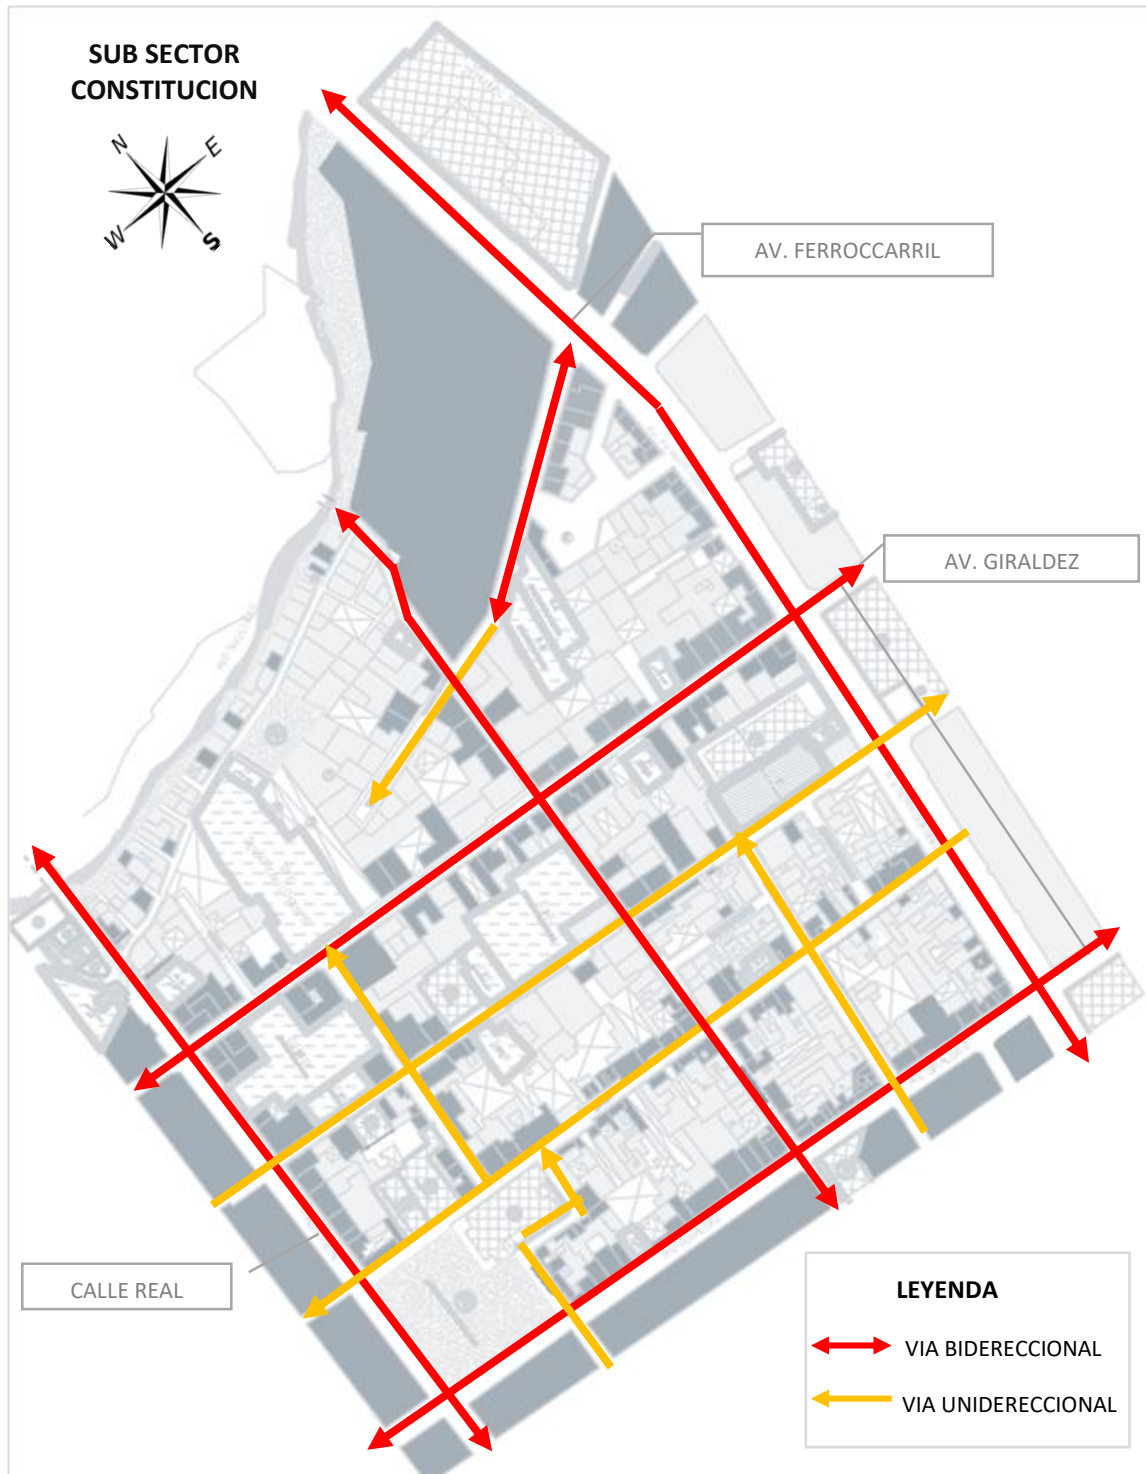 SUB SECTOR
CONSTITUCION
N
E
W
S
AV. FERROCCARRIL
AV. GIRALDEZ
CALLE REAL
LEYENDA
VIA BIDERECCIONAL
VIA UNIDERECCIONAL